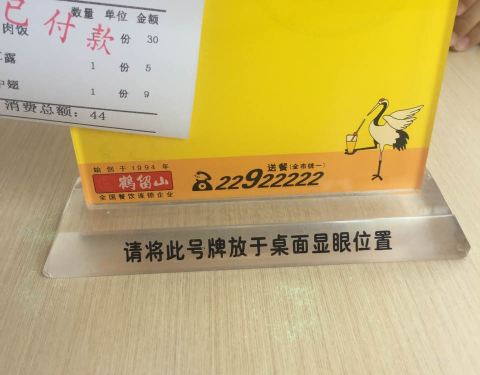 数量 单位 金额
肉饭 份 30
已付款
露 1 份 5
中翅 1 份 9
消费总额: 44
始创于1994年
鹤留山
全国餐饮连锁企业
送餐(全市统一)
22922222
请将此号牌放于桌面显眼位置